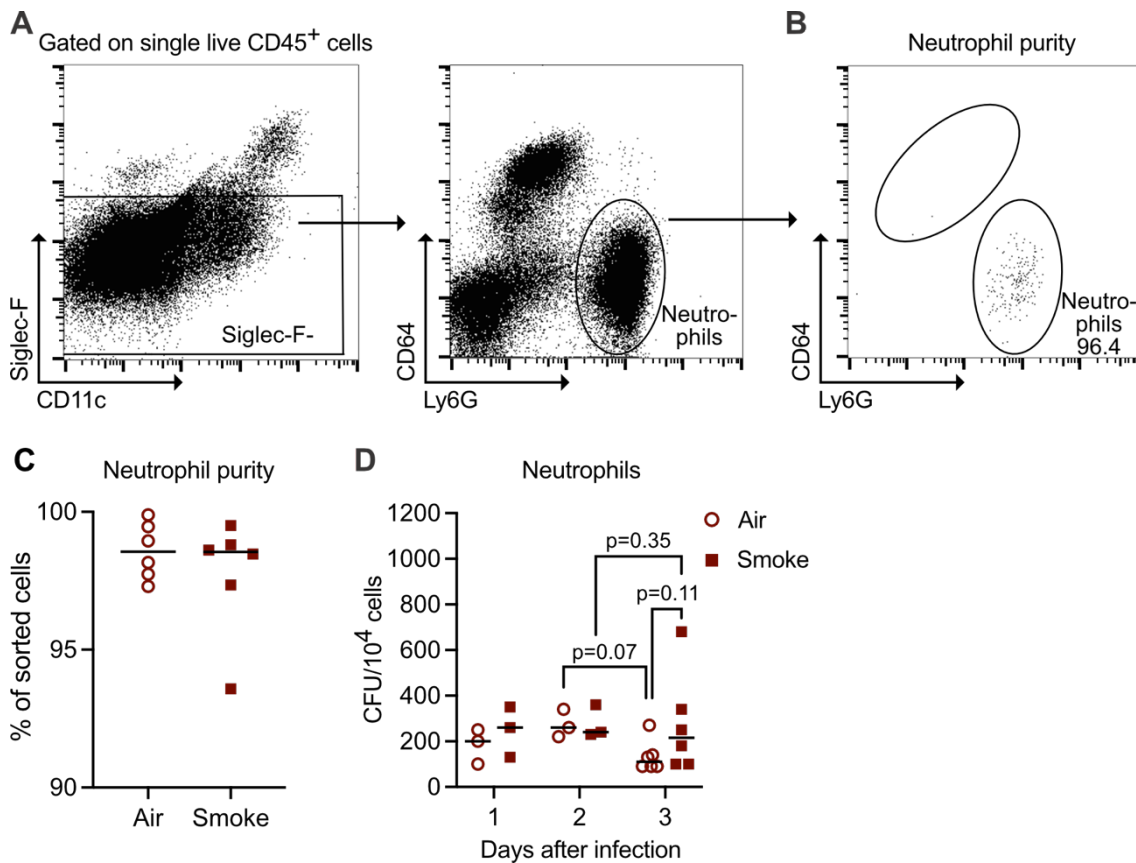 A
Gated on single live CD45+ cells
Siglec-F
Siglec-F-
CD11c
CD64
Neutro-
phils
Ly6G
B
Neutrophil purity
CD64
Neutro-
phils
96.4
Ly6G
C
Neutrophil purity
% of sorted cells
100
95
90
Air
Smoke
D
Neutrophils
CFU/10^4 cells
1200
1000
800
600
400
200
0
Air
Smoke
p=0.35
p=0.11
p=0.07
1
2
3
Days after infection